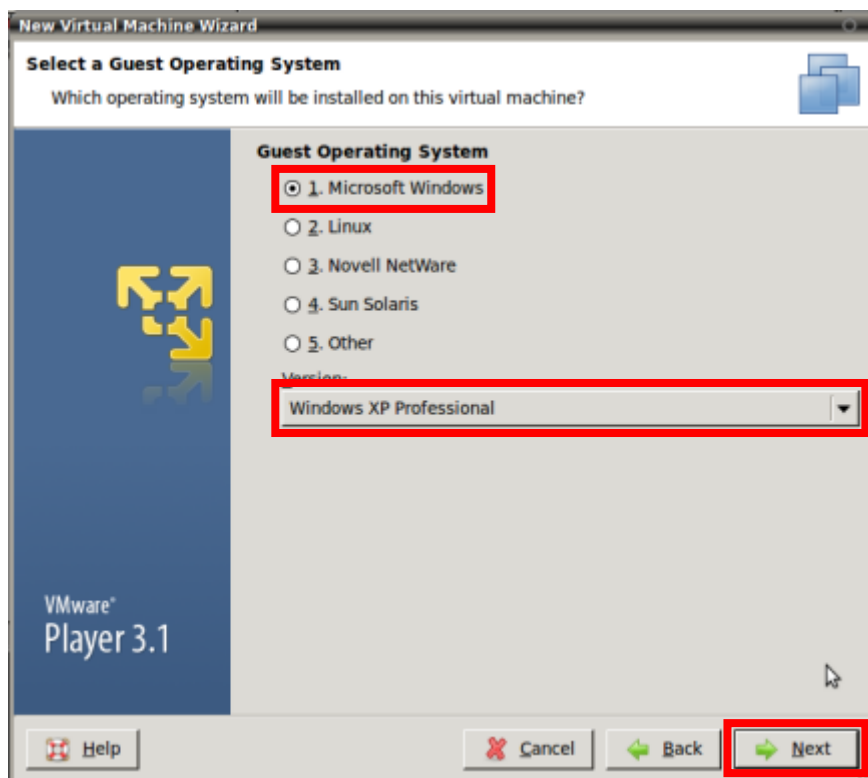 New Virtual Machine Wizard
Select a Guest Operating System
Which operating system will be installed on this virtual machine?
Guest Operating System
1. Microsoft Windows
2. Linux
3. Novell NetWare
4. Sun Solaris
5. Other
Version:
Windows XP Professional
VMware®
Player 3.1
Help
Cancel
Back
Next